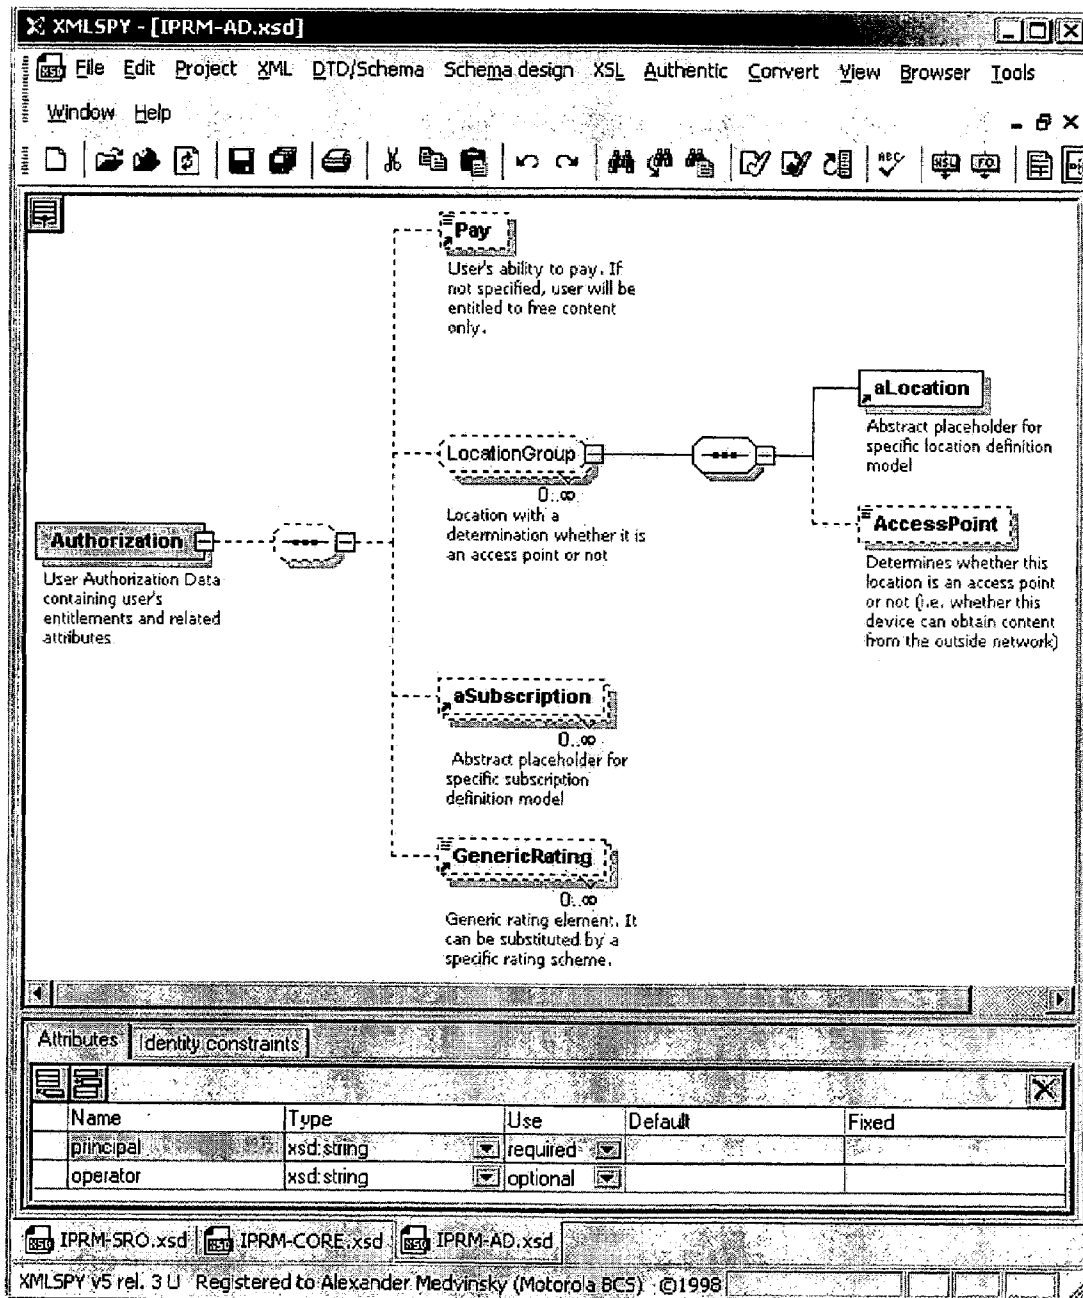 XMLSPY - [IPRM-AD.xsd]
File Edit Project XML DTD/Schema Schema design XSL Authentic Convert View Browser Tools
Window Help
Pay
User's ability to pay. If
not specified, user will be
entitled to free content
only.
aLocation
Abstract placeholder for
specific location definition
model
LocationGroup
0..∞
Location with a
determination whether it is
an access point or not
AccessPoint
Determines whether this
location is an access point
or not (i.e. whether this
device can obtain content
from the outside network)
Authorization
User Authorization Data
containing user's
entitlements and related
attributes
aSubscription
0..∞
Abstract placeholder for
specific subscription
definition model
GenericRating
0..∞
Generic rating element. It
can be substituted by a
specific rating scheme.
Attributes Identity constraints
Name Type Use Default Fixed
principal xsd:string required
operator xsd:string optional
IPRM-SRO.xsd IPRM-CORE.xsd IPRM-AD.xsd
XMLSPY v5 rel. 3 U Registered to Alexander Medvinsky (Motorola BCS) ©1998